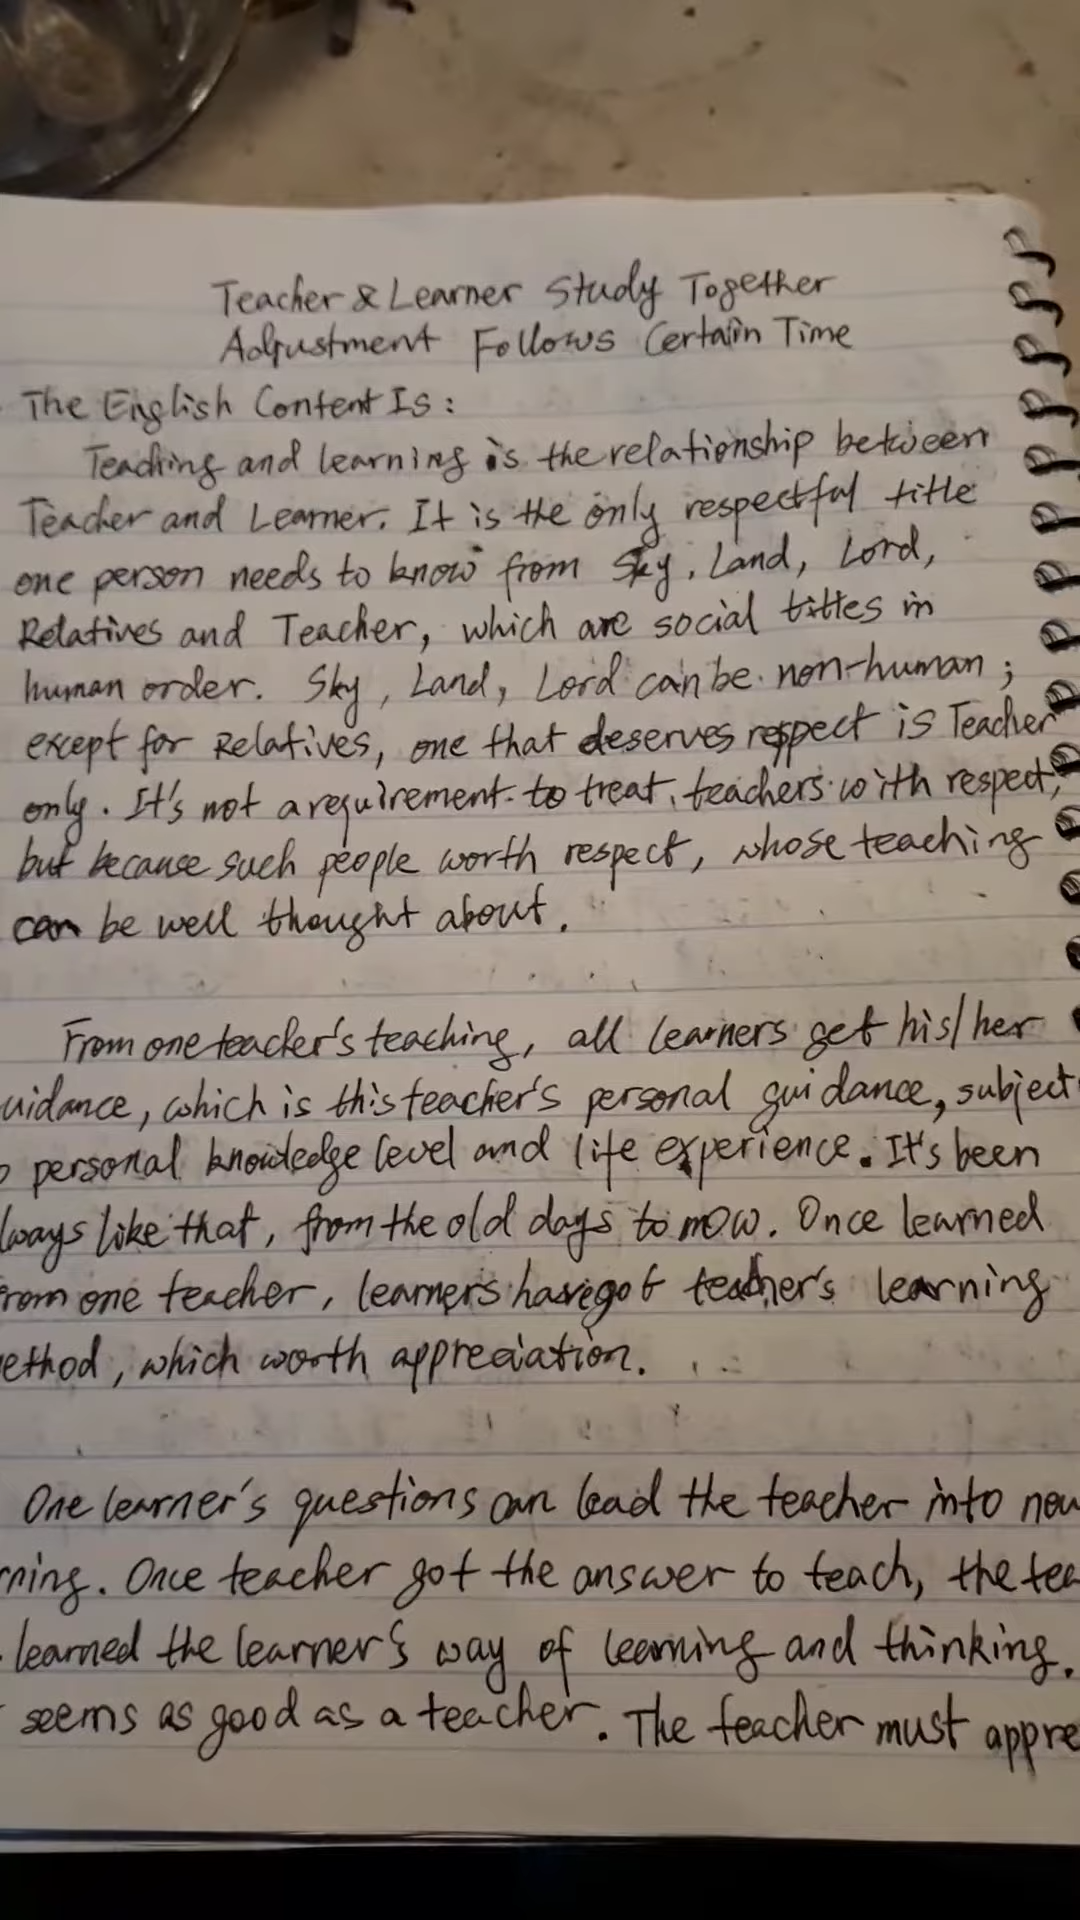 Teacher & Learner Study Together
Adjustment Follows Certain Time
The English Content Is:
Teaching and learning is the relationship between
Teacher and Learner. It is the only respectful title
one person needs to know from Sky, Land, Lord,
Relatives and Teacher, which are social titles in
human order. Sky, Land, Lord can be non-human;
except for Relatives, one that deserves respect is Teacher
only. It's not a requirement to treat teachers with respect,
but because such people worth respect, whose teaching
can be well thought about.
From one teacher's teaching, all learners get his/her
uidance, which is this teacher's personal guidance, subject
o personal knowledge level and life experience. It's been
lways like that, from the old days to now. Once learned
rom one teacher, learners have got teacher's learning
ethod, which worth appreciation.
One learner's questions can lead the teacher into new
rning. Once teacher got the answer to teach, the tea
learned the learner's way of learning and thinking.
seems as good as a teacher. The teacher must appre